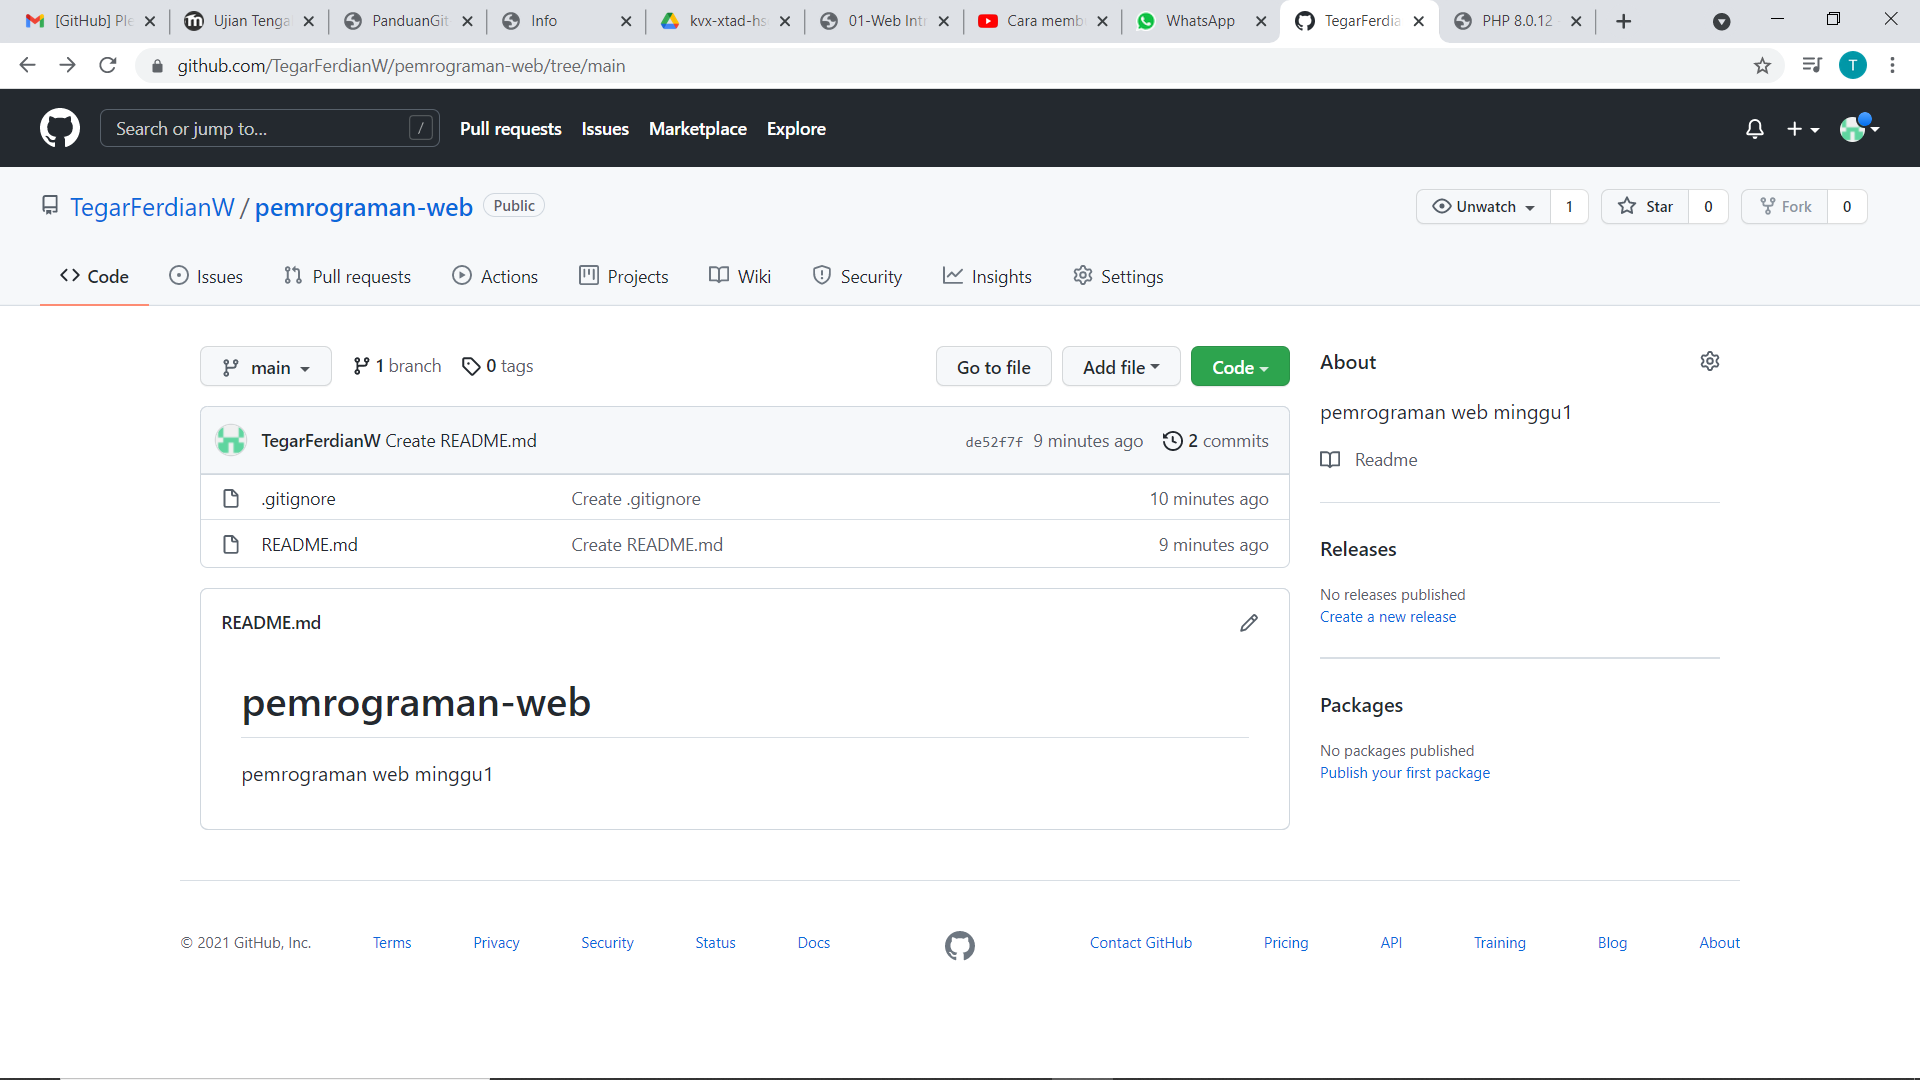 [GitHub] Ple
Ujian Tenga
PanduanGit
Info
kvx-xtad-hs
01-Web Intr
Cara memb
WhatsApp
TegarFerdia
PHP 8.0.12
github.com/TegarFerdianW/pemrograman-web/tree/main
T
Search or jump to...
/
Pull requests
Issues
Marketplace
Explore
TegarFerdianW / pemrograman-web
Public
Unwatch
1
Star
0
Fork
0
Code
Issues
Pull requests
Actions
Projects
Wiki
Security
Insights
Settings
main
1 branch
0 tags
Go to file
Add file
Code
TegarFerdianW Create README.md
de52f7f
9 minutes ago
2 commits
.gitignore
Create .gitignore
10 minutes ago
README.md
Create README.md
9 minutes ago
README.md
pemrograman-web
pemrograman web minggu1
About
pemrograman web minggu1
Readme
Releases
No releases published
Create a new release
Packages
No packages published
Publish your first package
© 2021 GitHub, Inc.
Terms
Privacy
Security
Status
Docs
Contact GitHub
Pricing
API
Training
Blog
About